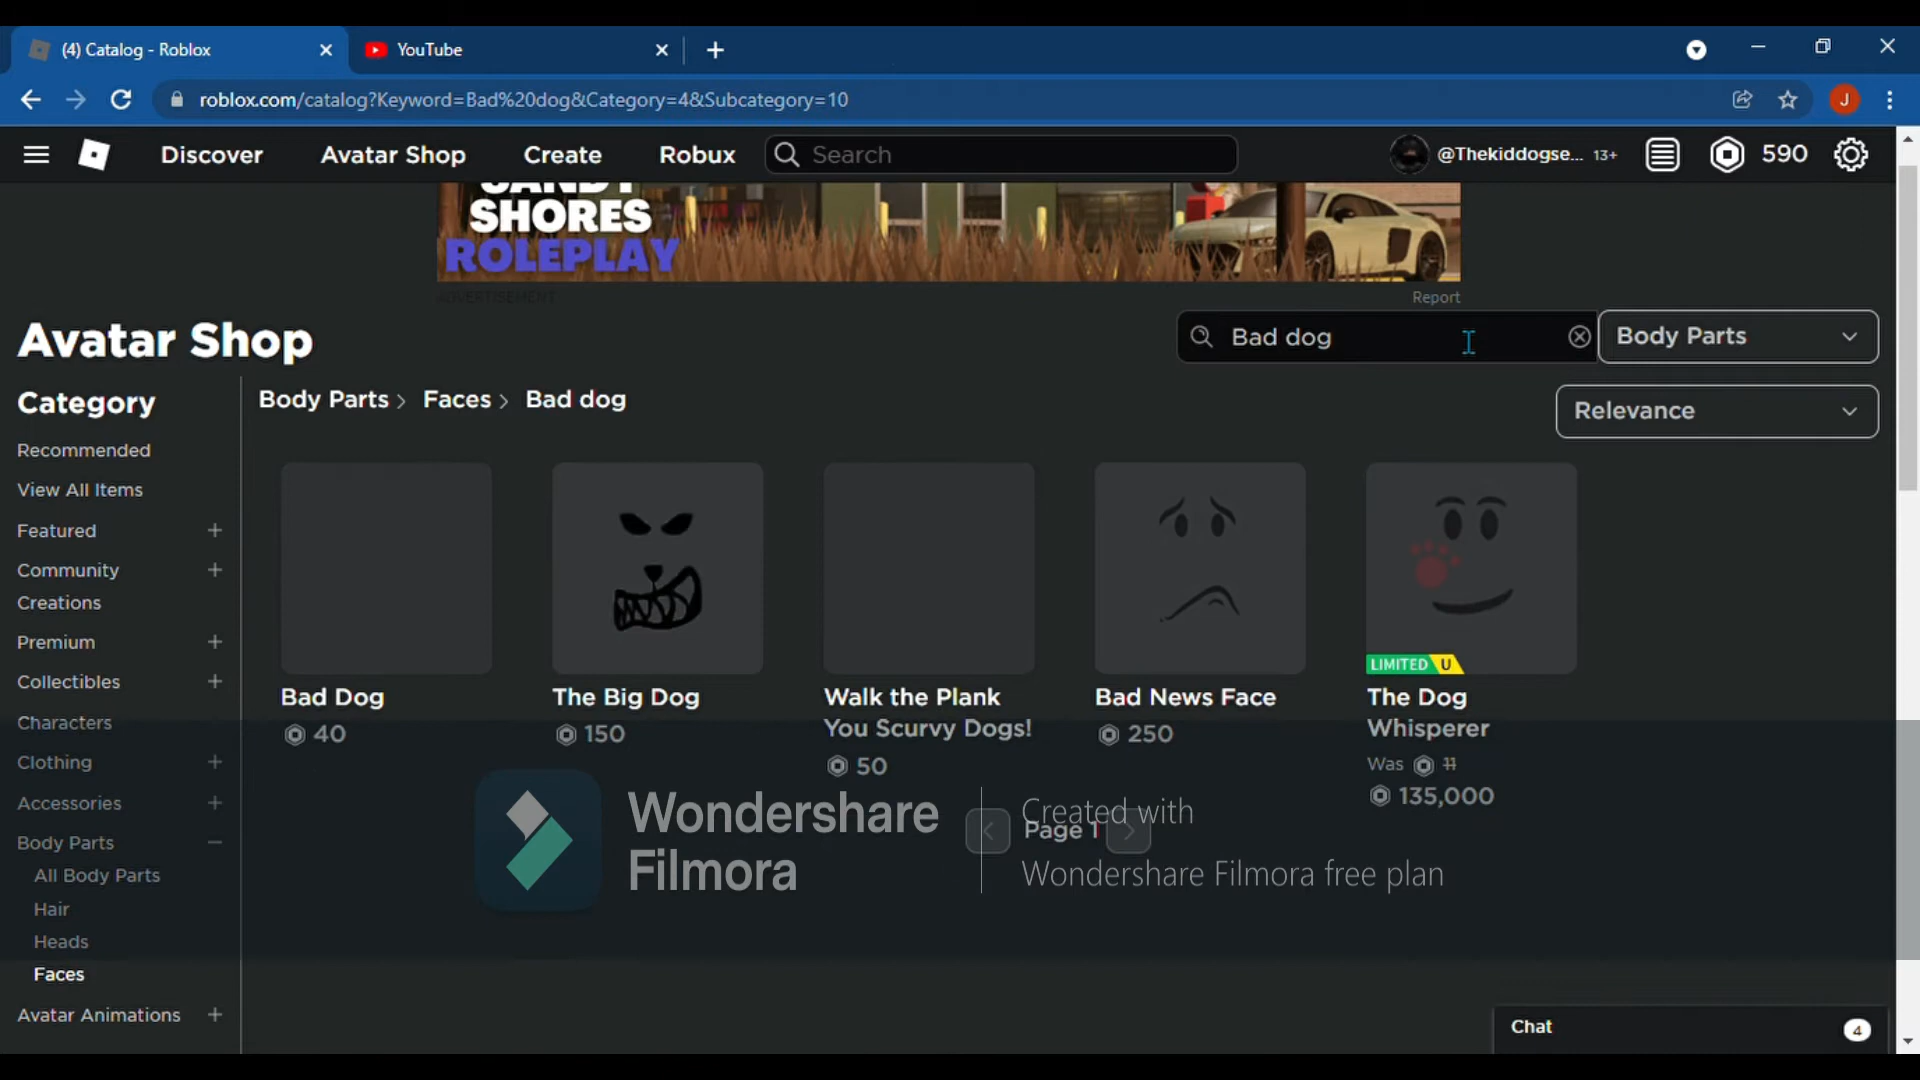 (4) Catalog - Roblox
YouTube
roblox.com/catalog?Keyword=Bad%20dog&Category=4&Subcategory=10
J
Discover
Avatar Shop
Create
Robux
Search
@Thekiddogse... 13+
590
SANDY
SHORES
ROLEPLAY
ADVERTISEMENT
Report
Avatar Shop
Bad dog
Body Parts
Category
Body Parts > Faces > Bad dog
Relevance
Recommended
View All Items
Featured +
Community +
Creations
Premium +
Collectibles +
Characters
Clothing +
Accessories +
Body Parts −
All Body Parts
Hair
Heads
Faces
Avatar Animations +
Bad Dog
40
The Big Dog
150
Walk the Plank
You Scurvy Dogs!
50
Bad News Face
250
LIMITED U
The Dog
Whisperer
Was 11
135,000
Page 1
Wondershare
Filmora
Created with
Wondershare Filmora free plan
Chat
4